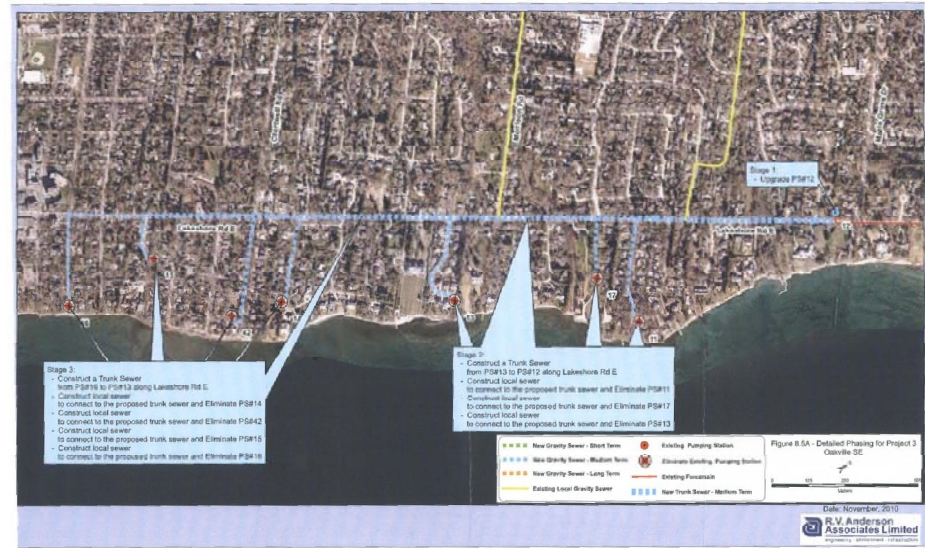 Stage 1:
- Upgrade PS#12
Lakeshore Rd E
Lakeshore Rd E
12
17
11
42
Stage 3:
- Construct a Trunk Sewer
from PS#16 to PS#13 along Lakeshore Rd E
- Construct local sewer
to connect to the proposed trunk sewer and Eliminate PS#14
- Construct local sewer
to connect to the proposed trunk sewer and Eliminate PS#42
- Construct local sewer
to connect to the proposed trunk sewer and Eliminate PS#15
- Construct local sewer
to connect to the proposed trunk sewer and Eliminate PS#16
Stage 2:
- Construct a Trunk Sewer
from PS#13 to PS#12 along Lakeshore Rd E
- Construct local sewer
to connect to the proposed trunk sewer and Eliminate PS#11
- Construct local sewer
to connect to the proposed trunk sewer and Eliminate PS#17
- Construct local sewer
to connect to the proposed trunk sewer and Eliminate PS#13
New Gravity Sewer - Short Term
New Gravity Sewer - Medium Term
New Gravity Sewer - Long Term
Existing Local Gravity Sewer
Existing Pumping Station
Eliminate Existing Pumping Station
Existing Forcemain
New Trunk Sewer - Medium Term
Figure 8.5A - Detailed Phasing for Project 3
Oakville SE
Meters
Date: November, 2010
R.V. Anderson
Associates Limited
engineering · environment · infrastructure